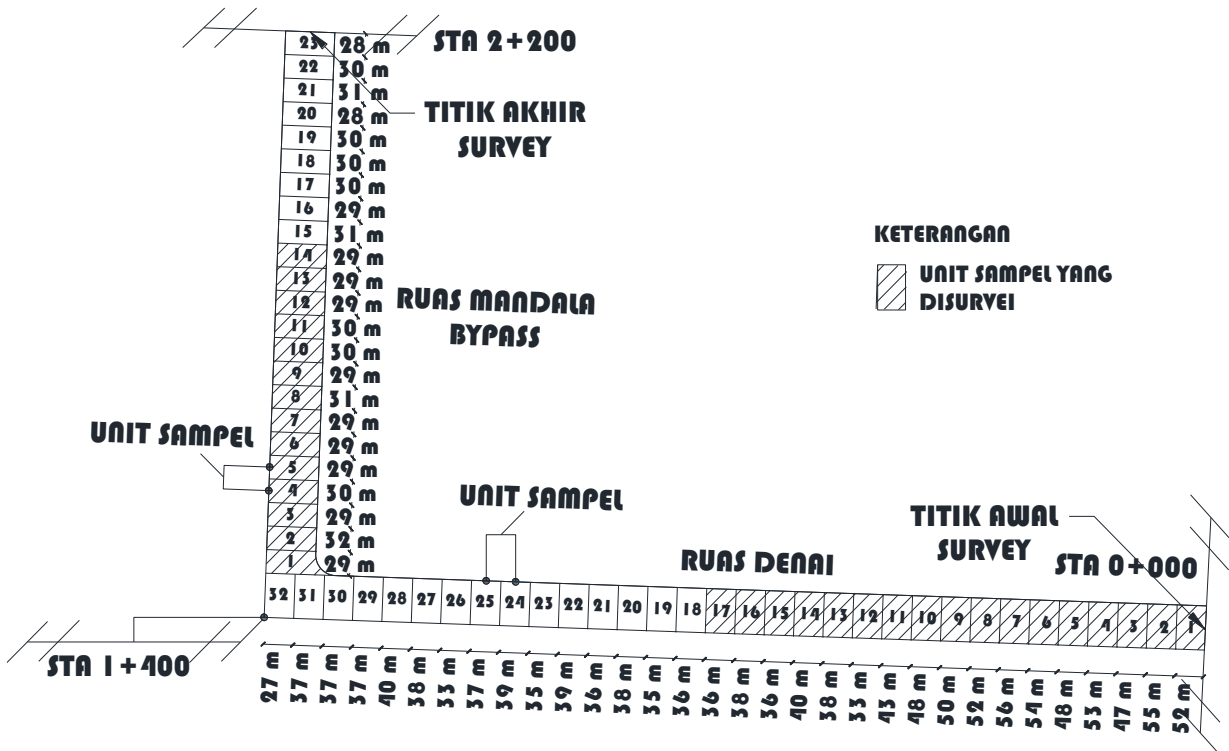 23 28 m STA 2+200
22 30 m
21 31 m
20 28 m TITIK AKHIR
19 30 m SURVEY
18 30 m
17 30 m
16 29 m
15 31 m
14 29 m
13 29 m
12 29 m
11 30 m
10 30 m
9 29 m
8 31 m
7 29 m
6 29 m
5 29 m
4 30 m
3 29 m
2 32 m
1 29 m
KETERANGAN
UNIT SAMPEL YANG
DISURVEI
RUAS MANDALA
BYPASS
UNIT SAMPEL
UNIT SAMPEL
TITIK AWAL
SURVEY
RUAS DENAI
STA 0+000
32 31 30 29 28 27 26 25 24 23 22 21 20 19 18 17 16 15 14 13 12 11 10 9 8 7 6 5 4 3 2 1
STA 1+400
27 m
37 m
37 m
37 m
40 m
38 m
33 m
37 m
39 m
35 m
39 m
36 m
38 m
35 m
36 m
36 m
38 m
36 m
40 m
38 m
33 m
43 m
48 m
50 m
52 m
56 m
54 m
48 m
53 m
47 m
55 m
52 m